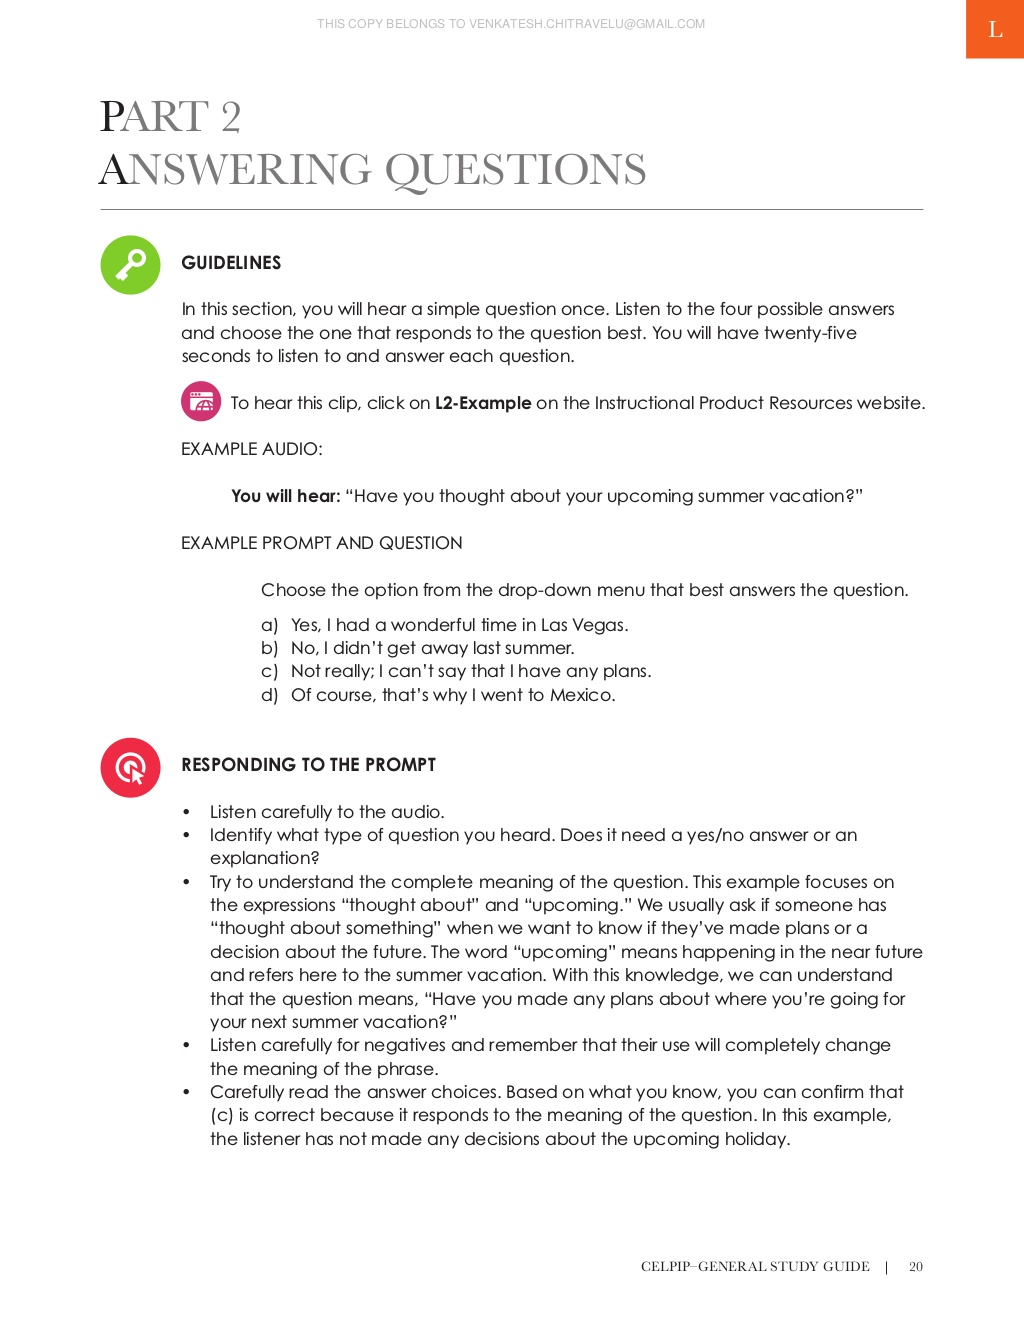 THIS COPY BELONGS TO VENKATESH.CHITRAVELU@GMAIL.COM
L
PART 2
ANSWERING QUESTIONS
GUIDELINES
In this section, you will hear a simple question once. Listen to the four possible answers
and choose the one that responds to the question best. You will have twenty-five
seconds to listen to and answer each question.
To hear this clip, click on L2-Example on the Instructional Product Resources website.
EXAMPLE AUDIO:
You will hear: “Have you thought about your upcoming summer vacation?”
EXAMPLE PROMPT AND QUESTION
Choose the option from the drop-down menu that best answers the question.
a) Yes, I had a wonderful time in Las Vegas.
b) No, I didn’t get away last summer.
c) Not really; I can’t say that I have any plans.
d) Of course, that’s why I went to Mexico.
RESPONDING TO THE PROMPT
• Listen carefully to the audio.
• Identify what type of question you heard. Does it need a yes/no answer or an
explanation?
• Try to understand the complete meaning of the question. This example focuses on
the expressions “thought about” and “upcoming.” We usually ask if someone has
“thought about something” when we want to know if they’ve made plans or a
decision about the future. The word “upcoming” means happening in the near future
and refers here to the summer vacation. With this knowledge, we can understand
that the question means, “Have you made any plans about where you’re going for
your next summer vacation?”
• Listen carefully for negatives and remember that their use will completely change
the meaning of the phrase.
• Carefully read the answer choices. Based on what you know, you can confirm that
(c) is correct because it responds to the meaning of the question. In this example,
the listener has not made any decisions about the upcoming holiday.
CELPIP–GENERAL STUDY GUIDE | 20